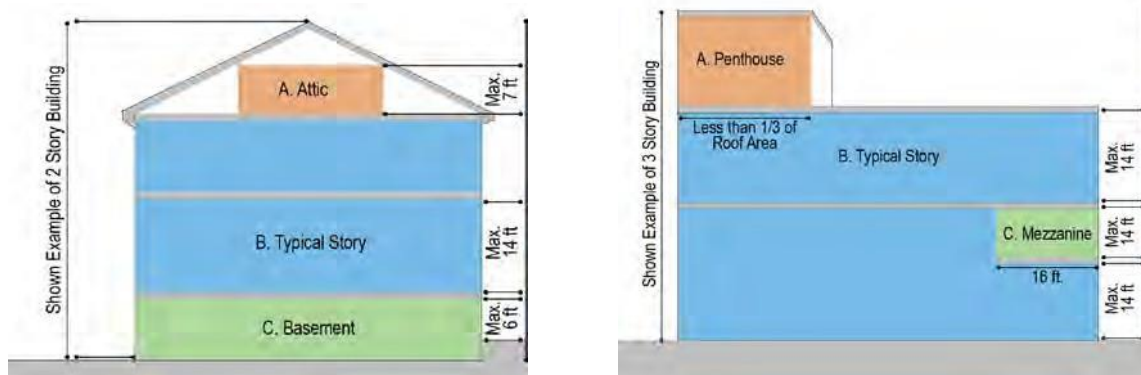 Shown Example of 2 Story Building
A. Attic
Max.
7 ft
B. Typical Story
Max.
14 ft
C. Basement
Max.
6 ft
Shown Example of 3 Story Building
A. Penthouse
Less than 1/3 of
Roof Area
B. Typical Story
Max.
14 ft
C. Mezzanine
Max.
14 ft
16 ft.
Max.
14 ft